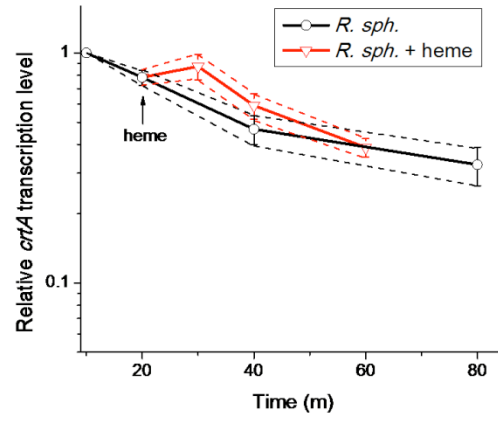 R. sph.
R. sph. + heme
1
0.1
Relative crtA transcription level
heme
20
40
60
80
Time (m)